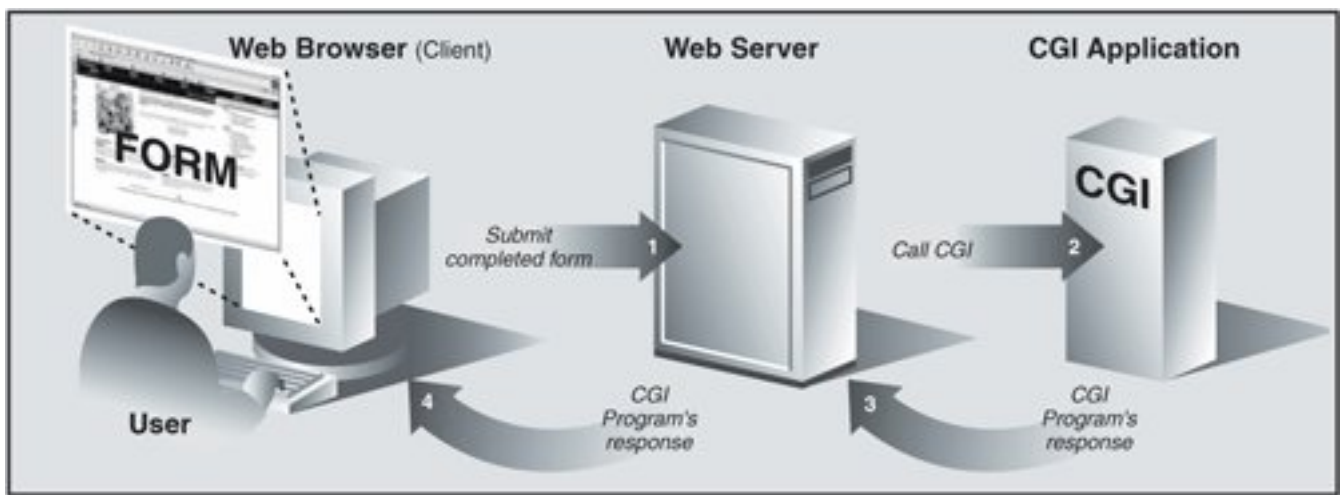 Web Browser (Client)
Web Server
CGI Application
FORM
CGI
Submit
completed form
1
Call CGI
2
4
CGI
Program's
response
3
CGI
Program's
response
User